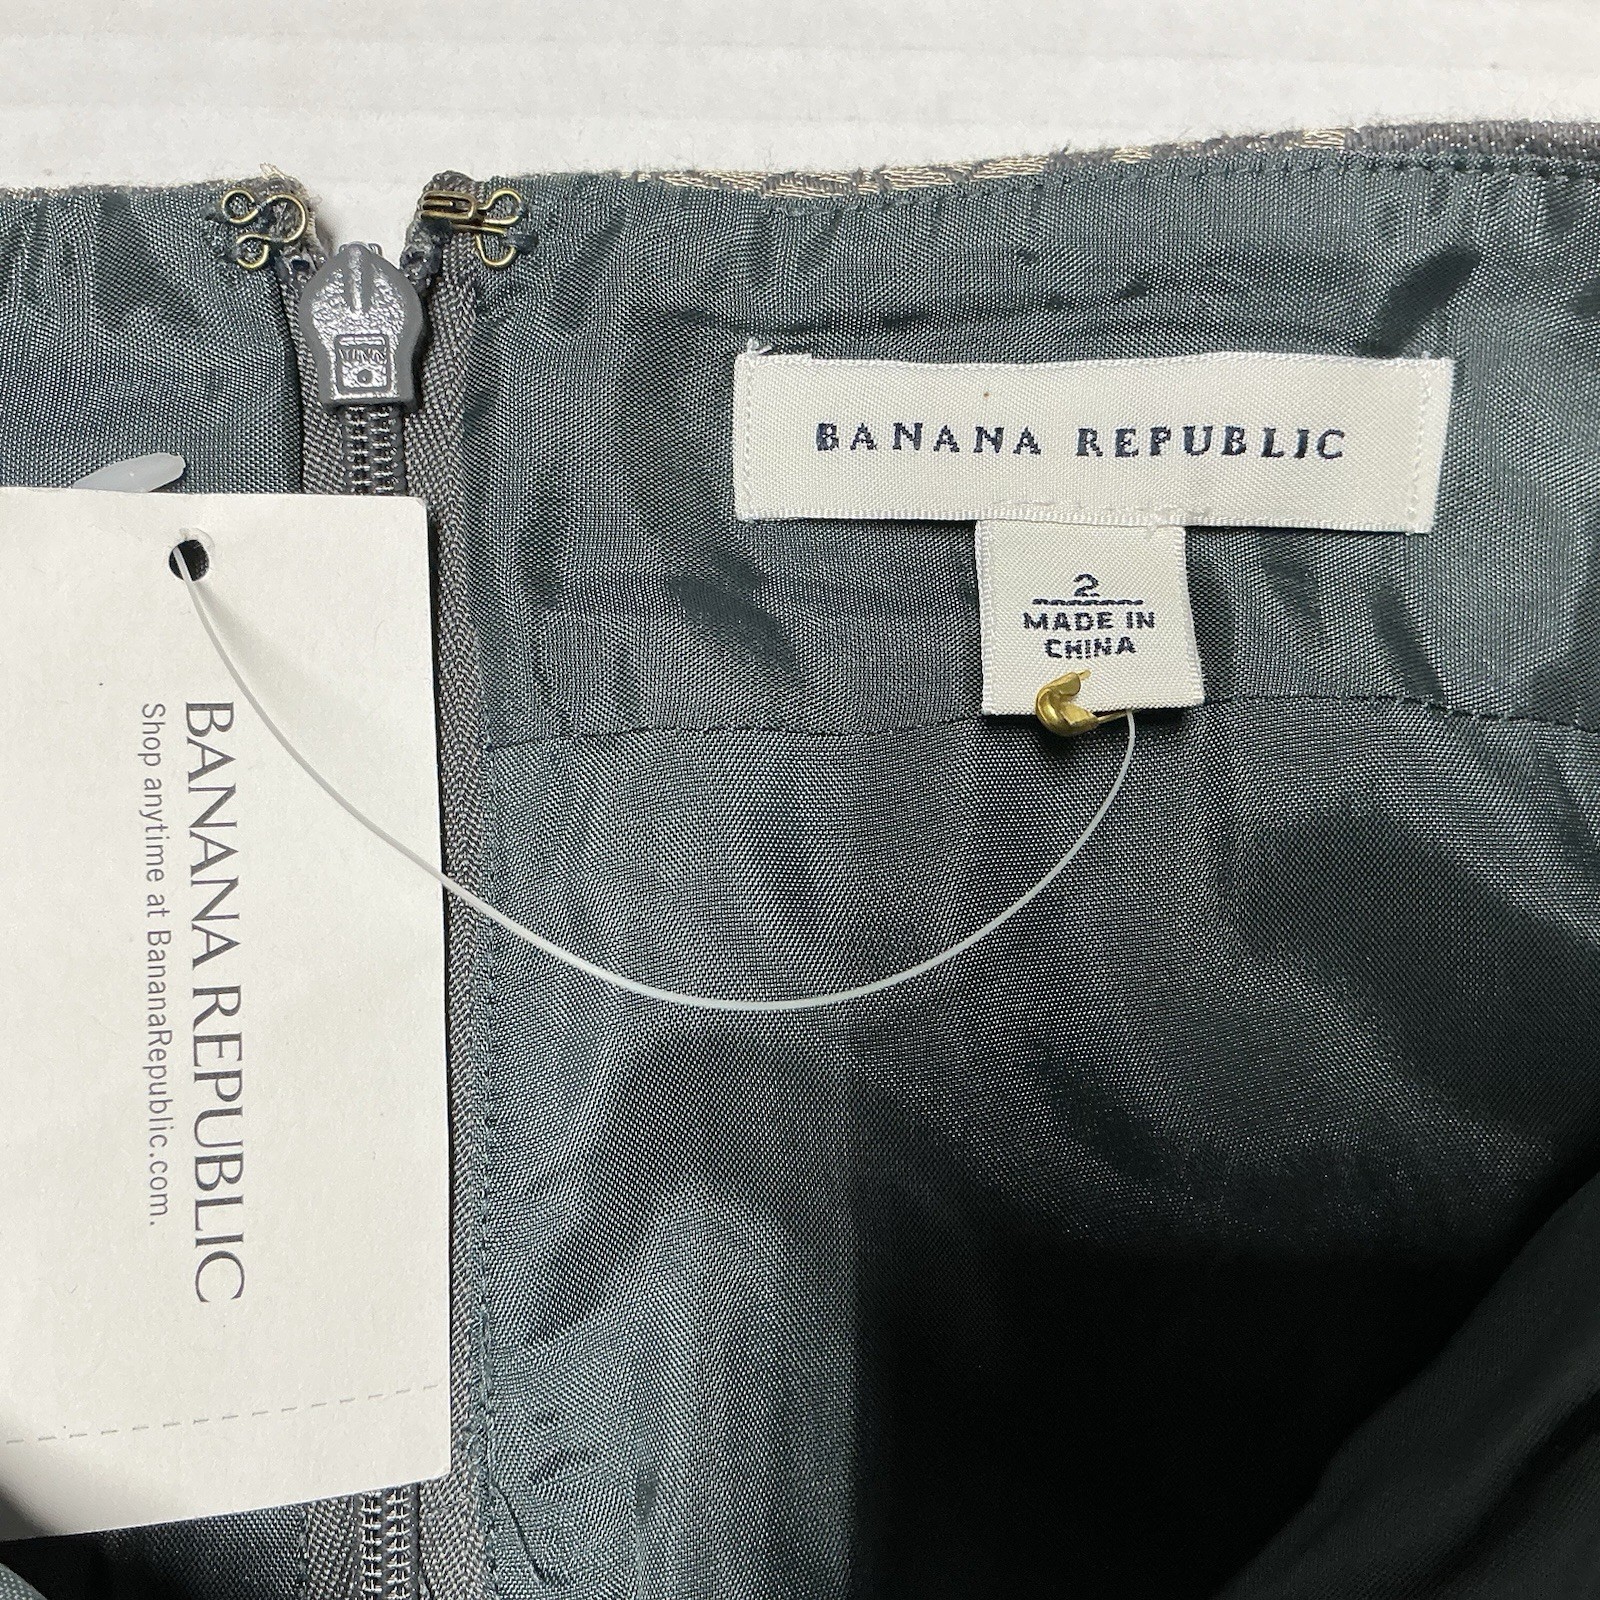 BANANA REPUBLIC
2
MADE IN
CHINA
BANANA REPUBLIC
Shop anytime at BananaRepublic.com.